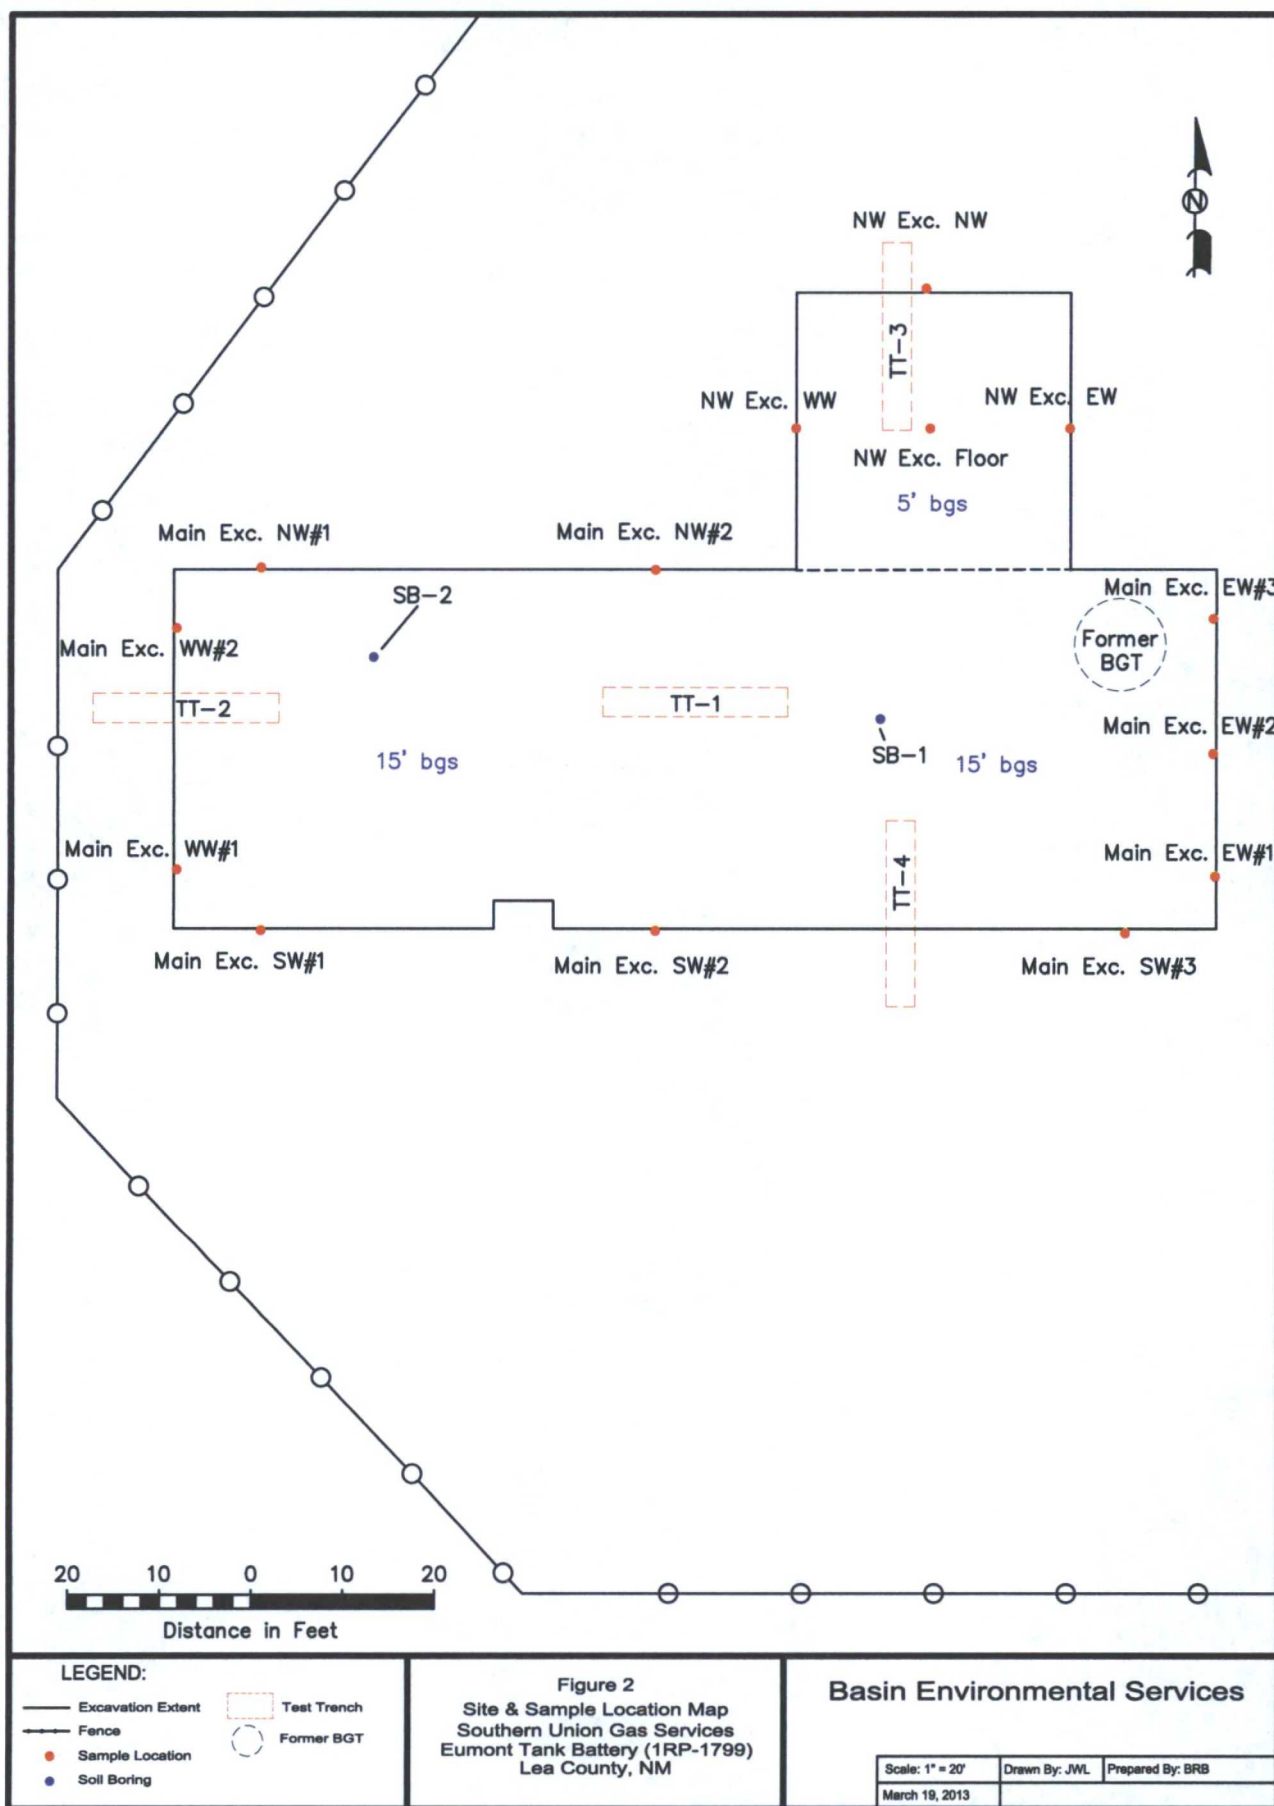 N
NW Exc. NW
TT-3
NW Exc. WW
NW Exc. EW
NW Exc. Floor
5' bgs
Main Exc. NW#1
Main Exc. NW#2
Main Exc. EW#3
SB-2
Former
BGT
Main Exc. WW#2
TT-2
TT-1
Main Exc. EW#2
SB-1
15' bgs
15' bgs
Main Exc. WW#1
Main Exc. EW#1
TT-4
Main Exc. SW#1
Main Exc. SW#2
Main Exc. SW#3
20 10 0 10 20
Distance in Feet
LEGEND:
Excavation Extent
Fence
Sample Location
Soil Boring
Test Trench
Former BGT
Figure 2
Site & Sample Location Map
Southern Union Gas Services
Eumont Tank Battery (1RP-1799)
Lea County, NM
Basin Environmental Services
Scale: 1" = 20' Drawn By: JWL Prepared By: BRB
March 19, 2013